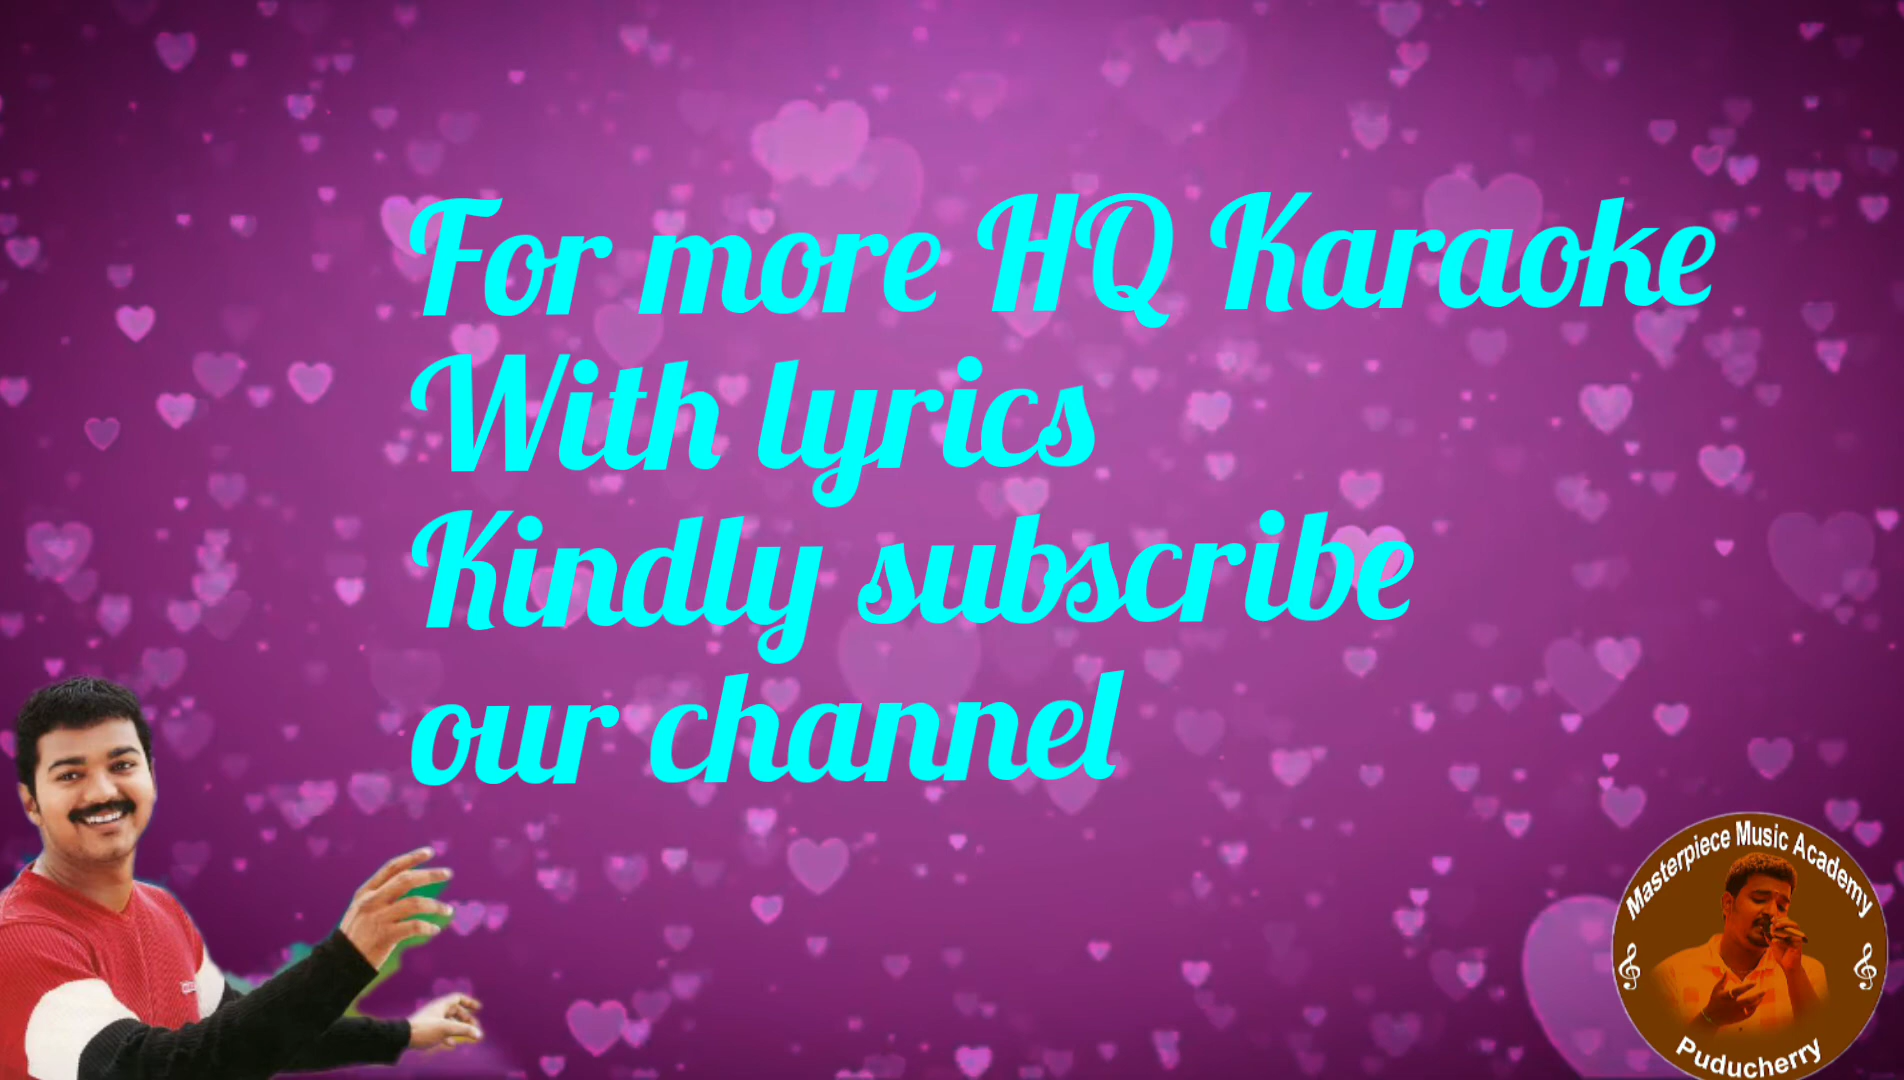 For more HQ Karaoke
With lyrics
Kindly subscribe
our channel
Masterpiece Music Academy
Puducherry